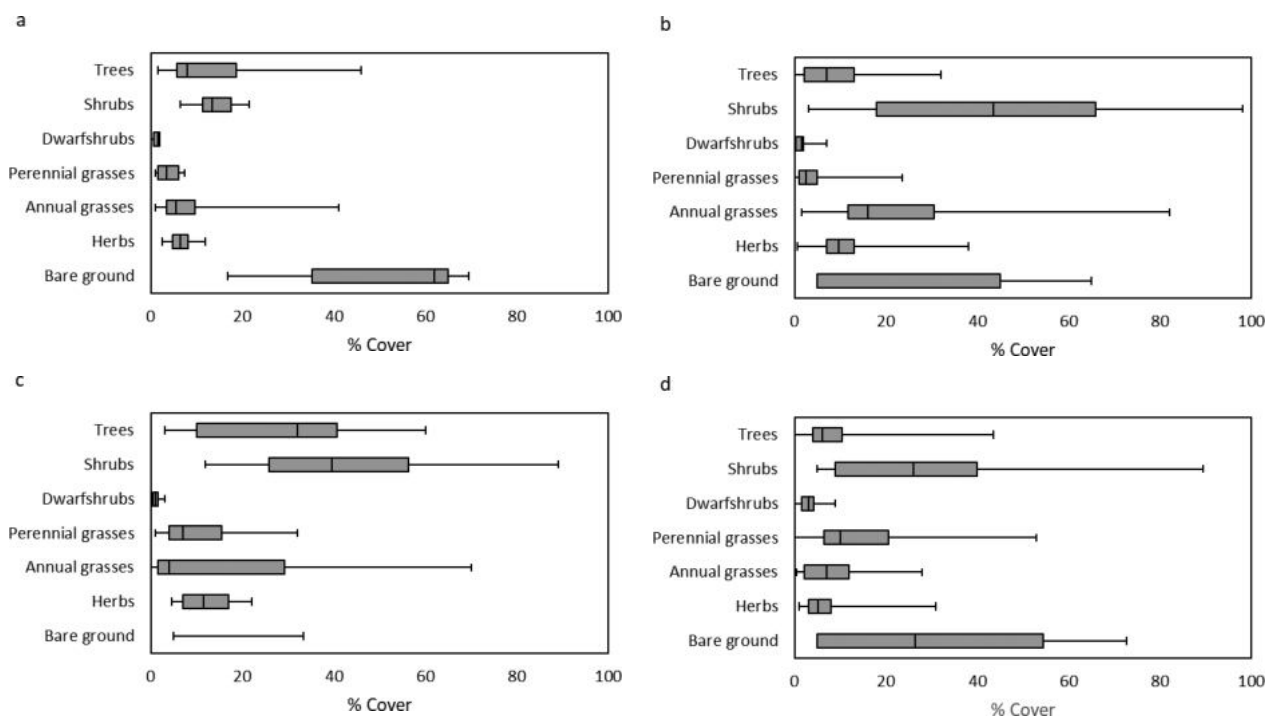 a
Trees
Shrubs
Dwarfshrubs
Perennial grasses
Annual grasses
Herbs
Bare ground
0 20 40 60 80 100
% Cover
b
Trees
Shrubs
Dwarfshrubs
Perennial grasses
Annual grasses
Herbs
Bare ground
0 20 40 60 80 100
% Cover
c
Trees
Shrubs
Dwarfshrubs
Perennial grasses
Annual grasses
Herbs
Bare ground
0 20 40 60 80 100
% Cover
d
Trees
Shrubs
Dwarfshrubs
Perennial grasses
Annual grasses
Herbs
Bare ground
0 20 40 60 80 100
% Cover